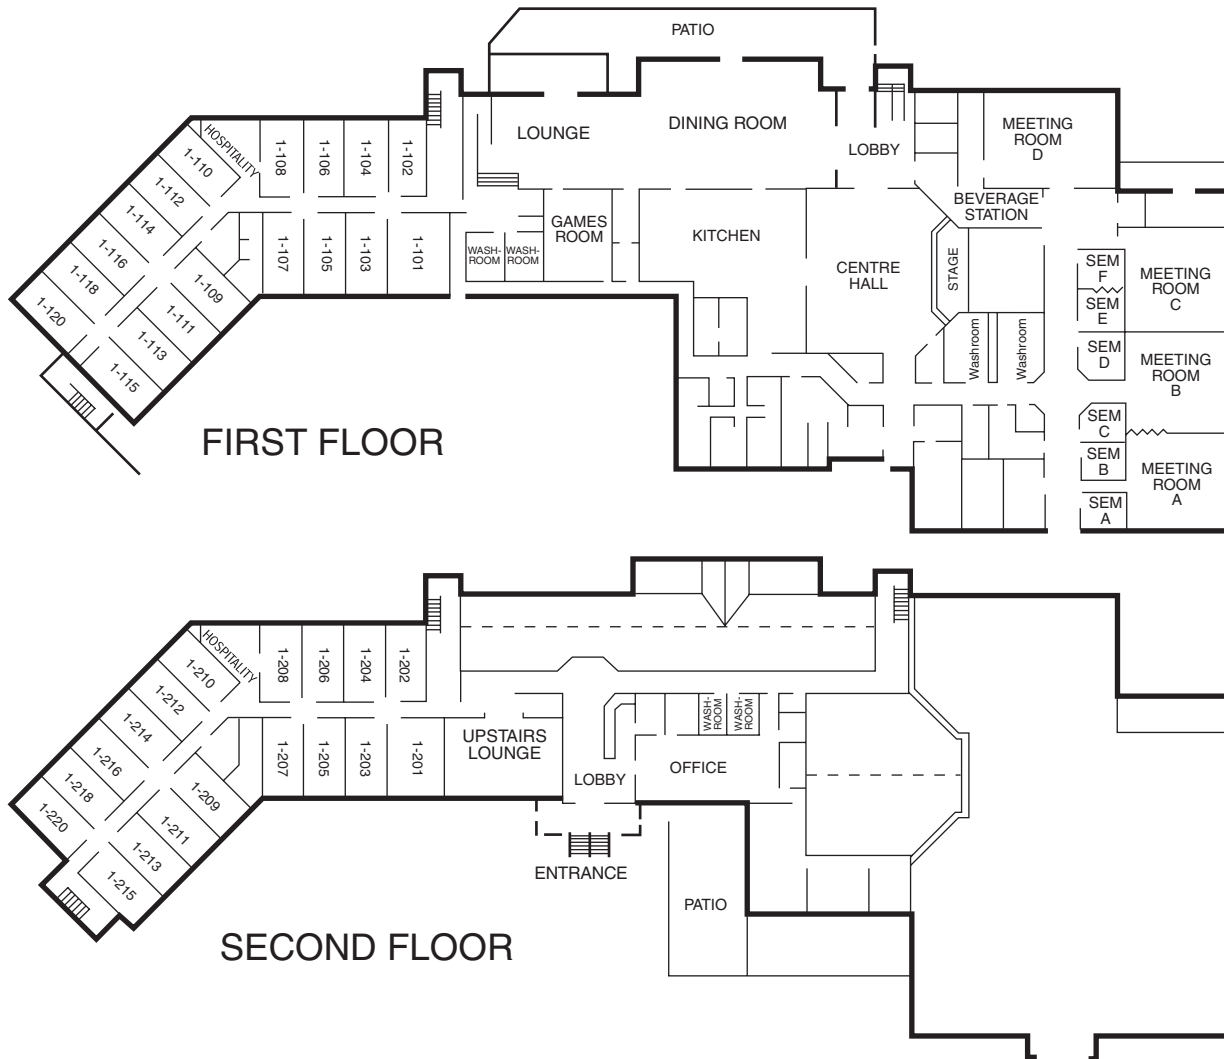 PATIO
LOUNGE
DINING ROOM
LOBBY
MEETING
ROOM
D
HOSPITALITY
1-108
1-106
1-104
1-102
1-110
1-112
1-114
1-116
1-118
1-120
1-107
1-105
1-103
1-101
1-109
1-111
1-113
1-115
WASH-
ROOM
WASH-
ROOM
GAMES
ROOM
KITCHEN
CENTRE
HALL
STAGE
BEVERAGE
STATION
SEM
F
SEM
E
MEETING
ROOM
C
Washroom
Washroom
SEM
D
MEETING
ROOM
B
SEM
C
SEM
B
SEM
A
MEETING
ROOM
A
FIRST FLOOR
HOSPITALITY
1-208
1-206
1-204
1-202
1-210
1-212
1-214
1-216
1-218
1-220
1-207
1-205
1-203
1-201
1-209
1-211
1-213
1-215
UPSTAIRS
LOUNGE
LOBBY
WASH-
ROOM
WASH-
ROOM
OFFICE
ENTRANCE
PATIO
SECOND FLOOR